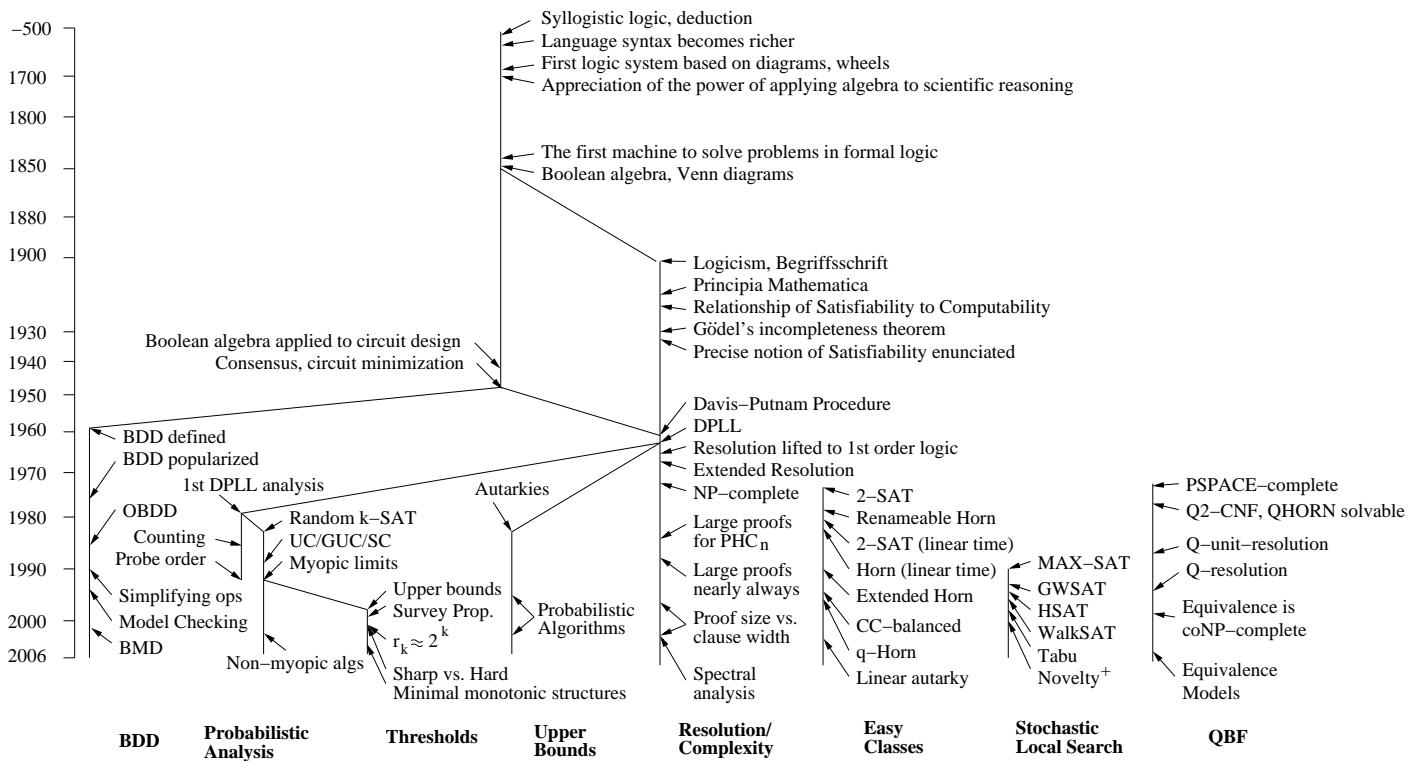 −500
1700
1800
1850
1880
1900
1930
1940
1950
1960
1970
1980
1990
2000
2006
Syllogistic logic, deduction
Language syntax becomes richer
First logic system based on diagrams, wheels
Appreciation of the power of applying algebra to scientific reasoning
The first machine to solve problems in formal logic
Boolean algebra, Venn diagrams
Logicism, Begriffsschrift
Principia Mathematica
Relationship of Satisfiability to Computability
Gödel's incompleteness theorem
Precise notion of Satisfiability enunciated
Boolean algebra applied to circuit design
Consensus, circuit minimization
Davis−Putnam Procedure
DPLL
Resolution lifted to 1st order logic
Extended Resolution
NP−complete
Large proofs
for PHCn
Large proofs
nearly always
Proof size vs.
clause width
Spectral
analysis
BDD defined
BDD popularized
OBDD
Simplifying ops
Model Checking
BMD
1st DPLL analysis
Counting
Probe order
Random k−SAT
UC/GUC/SC
Myopic limits
Non−myopic algs
Upper bounds
Survey Prop.
rk ≈ 2k
Sharp vs. Hard
Minimal monotonic structures
Autarkies
Probabilistic
Algorithms
2−SAT
Renameable Horn
2−SAT (linear time)
Horn (linear time)
Extended Horn
CC−balanced
q−Horn
Linear autarky
MAX−SAT
GWSAT
HSAT
WalkSAT
Tabu
Novelty+
PSPACE−complete
Q2−CNF, QHORN solvable
Q−unit−resolution
Q−resolution
Equivalence is
coNP−complete
Equivalence
Models
BDD
Probabilistic
Analysis
Thresholds
Upper
Bounds
Resolution/
Complexity
Easy
Classes
Stochastic
Local Search
QBF